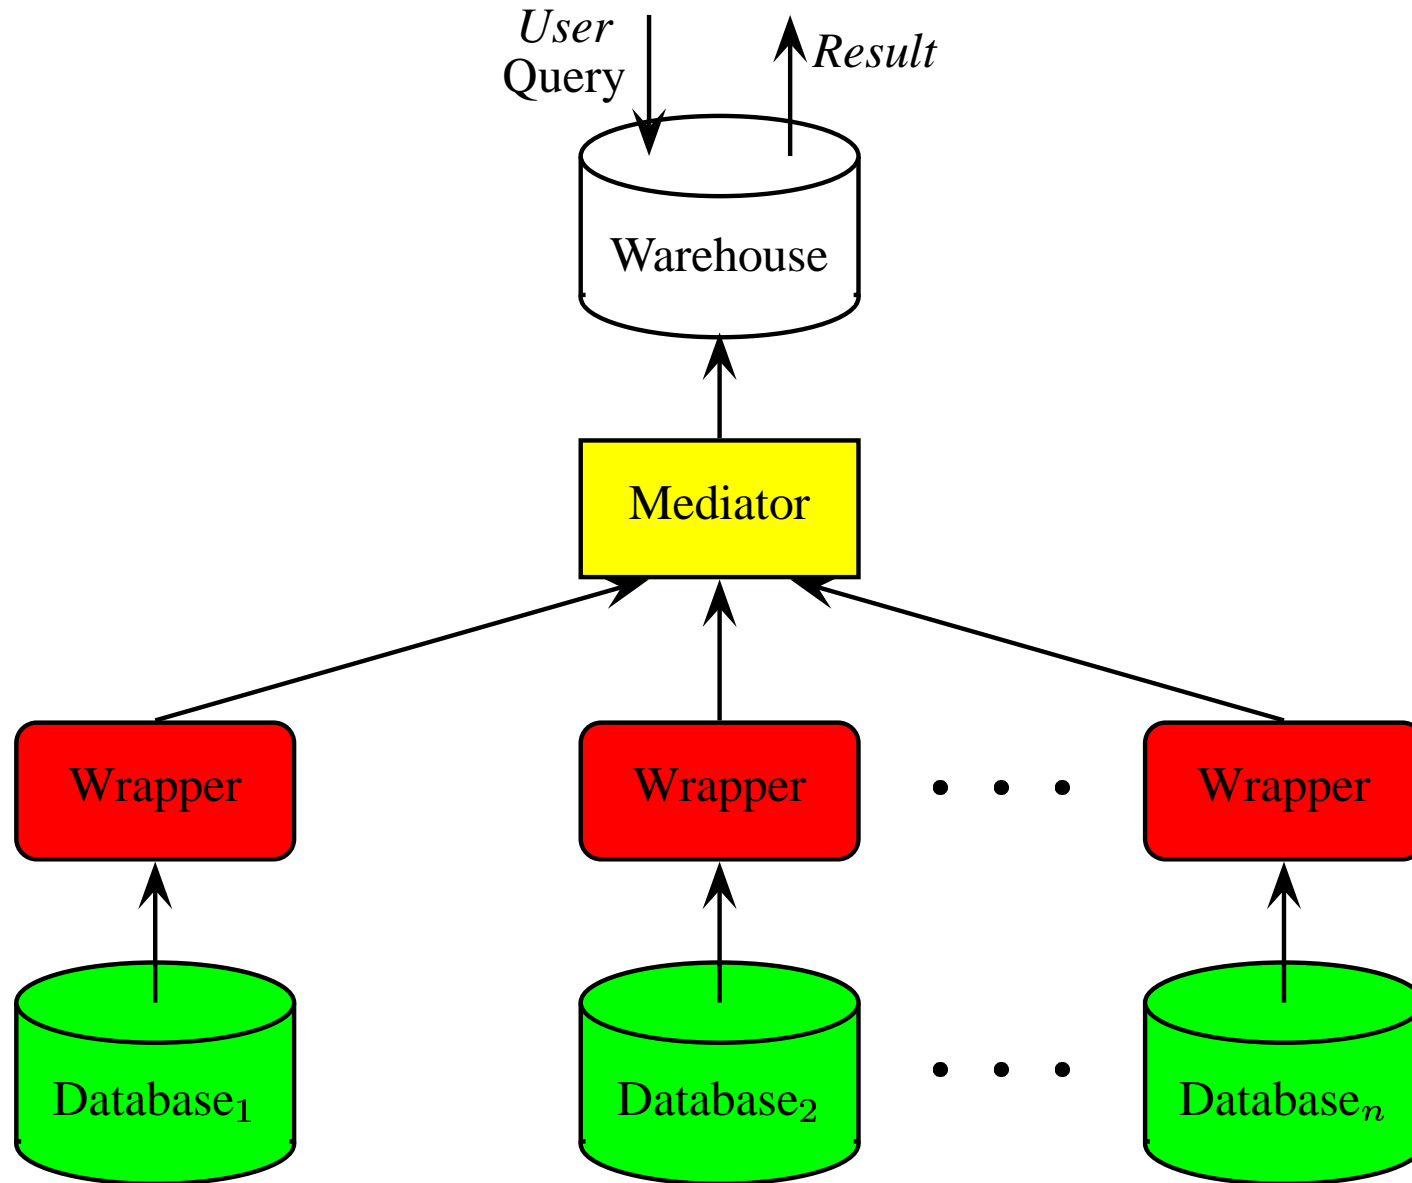 User
Query
Result
Warehouse
Mediator
Wrapper
Wrapper
. . .
Wrapper
Database₁
Database₂
. . .
Databaseₙ